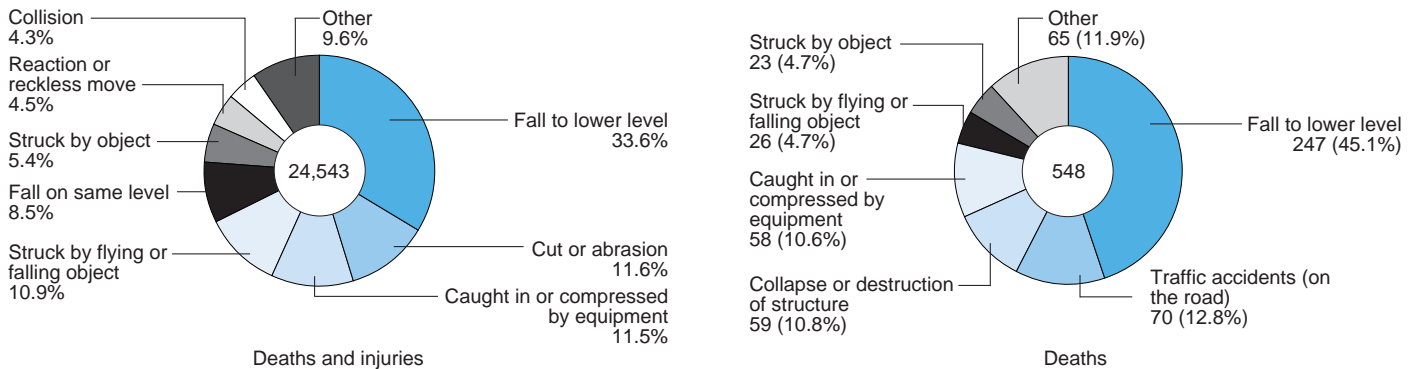 Collision
4.3%
Reaction or
reckless move
4.5%
Struck by object
5.4%
Fall on same level
8.5%
Struck by flying or
falling object
10.9%
Other
9.6%
24,543
Fall to lower level
33.6%
Cut or abrasion
11.6%
Caught in or compressed
by equipment
11.5%
Deaths and injuries
Struck by object
23 (4.7%)
Struck by flying or
falling object
26 (4.7%)
Caught in or
compressed by
equipment
58 (10.6%)
Collapse or destruction
of structure
59 (10.8%)
Other
65 (11.9%)
548
Fall to lower level
247 (45.1%)
Traffic accidents (on
the road)
70 (12.8%)
Deaths